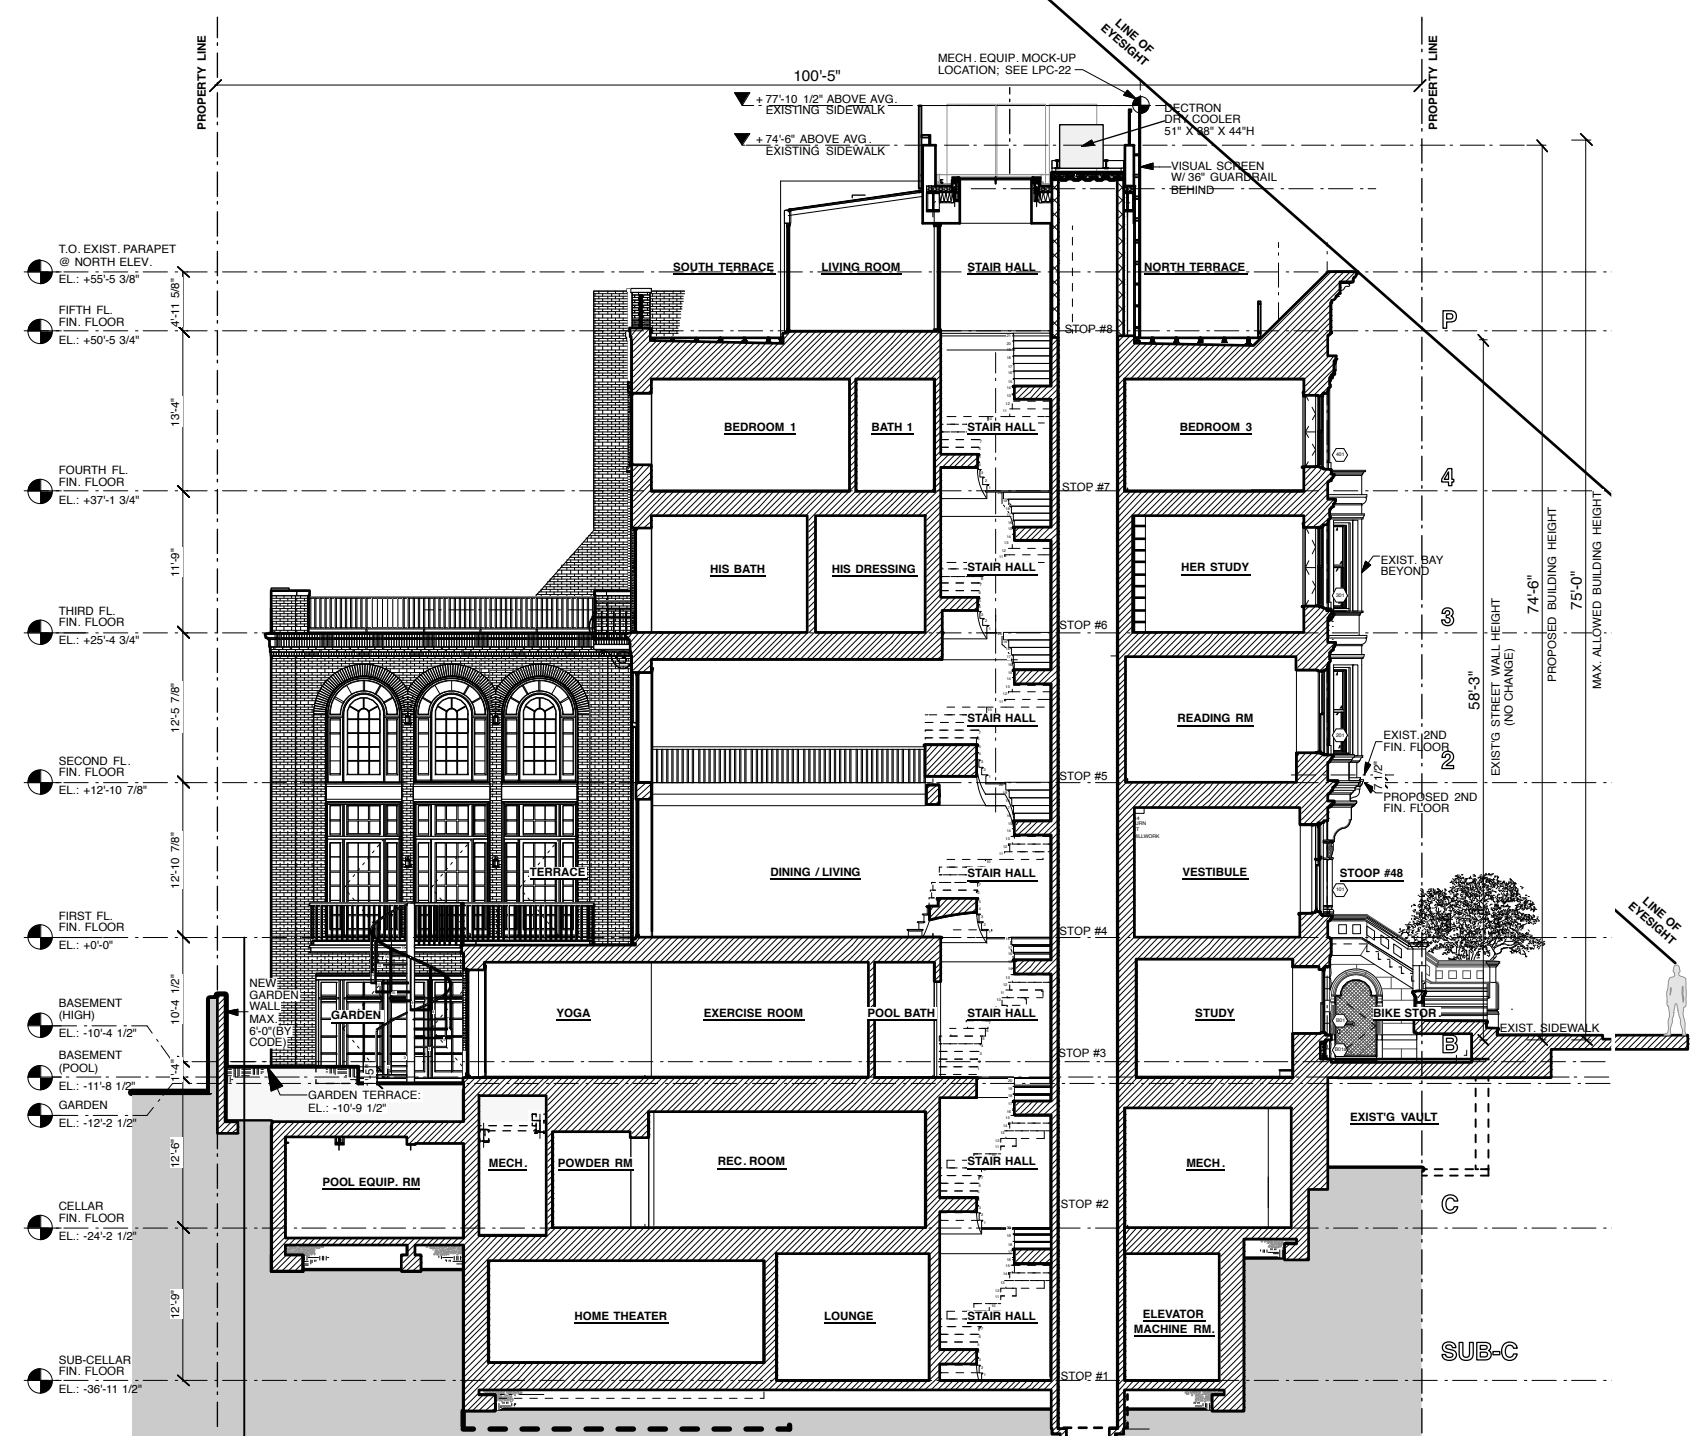 PROPERTY LINE
100'-5"
MECH. EQUIP. MOCK-UP
LOCATION; SEE LPC-22
LINE OF
EYESIGHT
PROPERTY LINE
+ 77'-10 1/2" ABOVE AVG.
EXISTING SIDEWALK
+ 74'-6" ABOVE AVG.
EXISTING SIDEWALK
DECTRON
DRY COOLER
51" X 88" X 44"H
VISUAL SCREEN
W/ 36" GUARDRAIL
BEHIND
T.O. EXIST. PARAPET
@ NORTH ELEV.
EL.: +55'-5 3/8"
4'-11 5/8"
SOUTH TERRACE
LIVING ROOM
STAIR HALL
NORTH TERRACE
FIFTH FL.
FIN. FLOOR
EL.: +50'-5 3/4"
STOP #8
P
13'-4"
BEDROOM 1
BATH 1
STAIR HALL
BEDROOM 3
FOURTH FL.
FIN. FLOOR
EL.: +37'-1 3/4"
STOP #7
4
11'-9"
HIS BATH
HIS DRESSING
STAIR HALL
HER STUDY
EXIST. BAY
BEYOND
74'-6"
PROPOSED BUILDING HEIGHT
75'-0"
MAX. ALLOWED BUILDING HEIGHT
58'-3"
EXIST'G STREET WALL HEIGHT
(NO CHANGE)
THIRD FL.
FIN. FLOOR
EL.: +25'-4 3/4"
STOP #6
3
12'-5 7/8"
STAIR HALL
READING RM
EXIST. 2ND
FIN. FLOOR
SECOND FL.
FIN. FLOOR
EL.: +12'-10 7/8"
STOP #5
2
7 1/2"
PROPOSED 2ND
FIN. FLOOR
12'-10 7/8"
TERRACE
DINING / LIVING
STAIR HALL
VESTIBULE
STOOP #48
FIRST FL.
FIN. FLOOR
EL.: +0'-0"
STOP #4
LINE OF
EYESIGHT
10'-4 1/2"
NEW
GARDEN
WALL
MAX.
6'-0"(BY
CODE)
GARDEN
YOGA
EXERCISE ROOM
POOL BATH
STAIR HALL
STUDY
BIKE STOR.
EXIST. SIDEWALK
B
BASEMENT
(HIGH)
EL.: -10'-4 1/2"
STOP #3
BASEMENT
(POOL)
EL.: -11'-8 1/2"
1'-4"
GARDEN TERRACE:
EL.: -10'-9 1/2"
GARDEN
EL.: -12'-2 1/2"
EXIST'G VAULT
12'-6"
POOL EQUIP. RM
MECH.
POWDER RM
REC. ROOM
STAIR HALL
MECH.
CELLAR
FIN. FLOOR
EL.: -24'-2 1/2"
STOP #2
C
12'-9"
HOME THEATER
LOUNGE
STAIR HALL
ELEVATOR
MACHINE RM.
SUB-CELLAR
FIN. FLOOR
EL.: -36'-11 1/2"
STOP #1
SUB-C